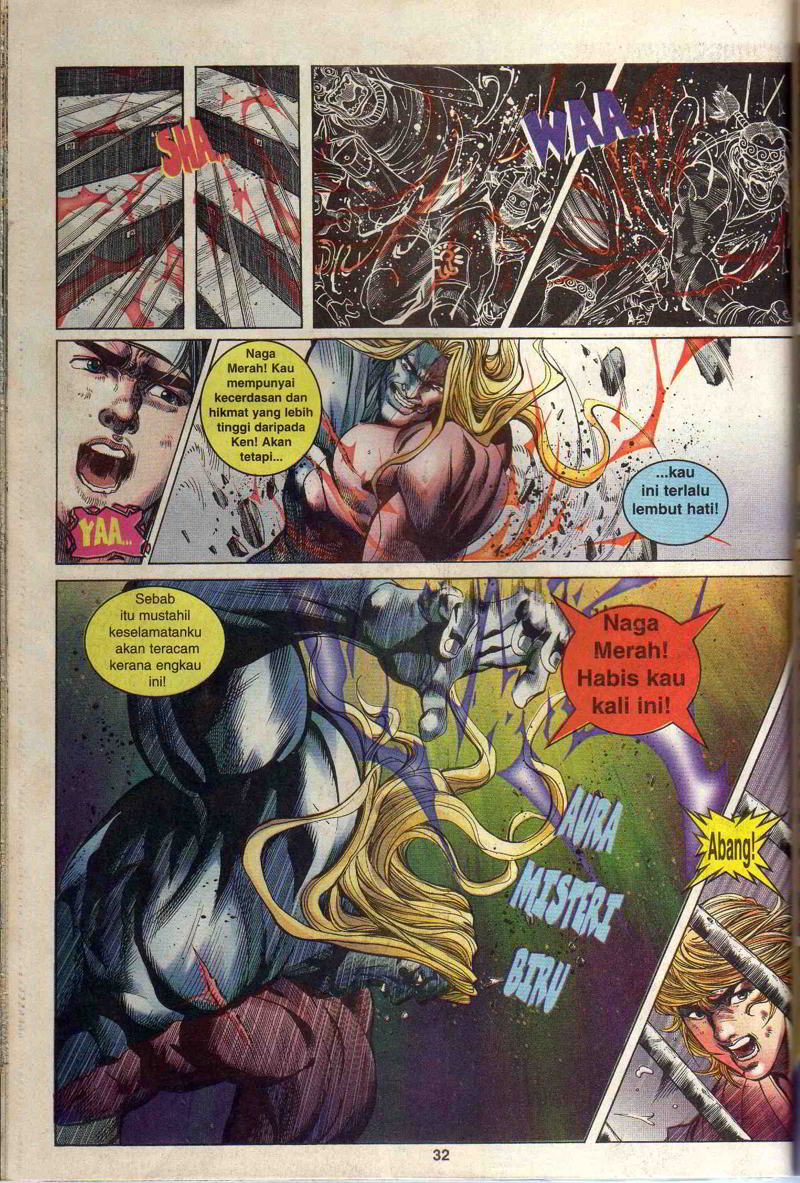 SHA...
WAA...
YAA...
Naga
Merah! Kau
mempunyai
kecerdasan dan
hikmat yang lebih
tinggi daripada
Ken! Akan
tetapi...
...kau
ini terlalu
lembut hati!
Sebab
itu mustahil
keselamatanku
akan teracam
kerana engkau
ini!
Naga
Merah!
Habis kau
kali ini!
AURA
MISTERI
BIRU
Abang!
32